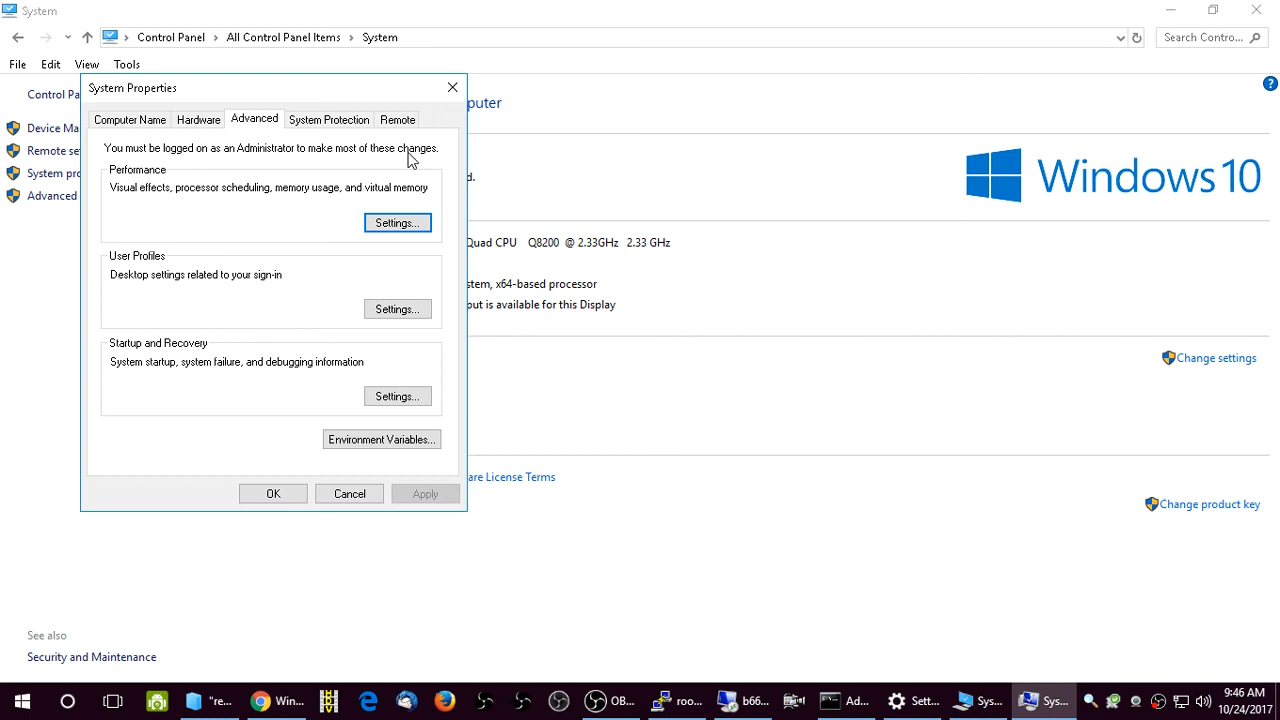 System
Control Panel > All Control Panel Items > System
Search Contro...
File Edit View Tools
Control Pa
Device Ma
Remote se
System pro
Advanced
System Properties
Computer Name Hardware Advanced System Protection Remote
You must be logged on as an Administrator to make most of these changes.
Performance
Visual effects, processor scheduling, memory usage, and virtual memory
Settings...
User Profiles
Desktop settings related to your sign-in
Settings...
Startup and Recovery
System startup, system failure, and debugging information
Settings...
Environment Variables...
OK Cancel Apply
puter
d.
Windows 10
Quad CPU Q8200 @ 2.33GHz 2.33 GHz
stem, x64-based processor
put is available for this Display
Change settings
are License Terms
Change product key
See also
Security and Maintenance
"re... Win... OB... roo... b66... Ad... Sett... Sys... Sys...
9:46 AM
10/24/2017